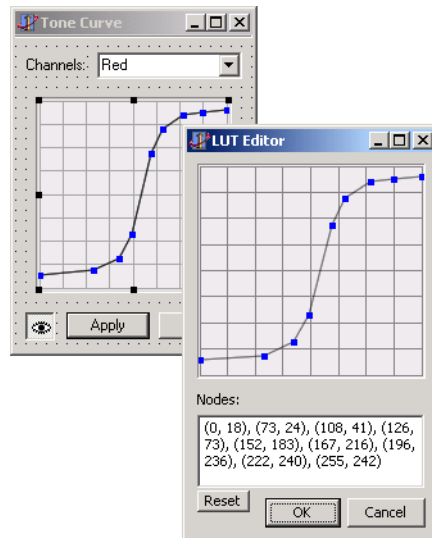 Tone Curve
Channels:
Red
Apply
LUT Editor
Nodes:
(0, 18), (73, 24), (108, 41), (126,
73), (152, 183), (167, 216), (196,
236), (222, 240), (255, 242)
Reset
OK
Cancel